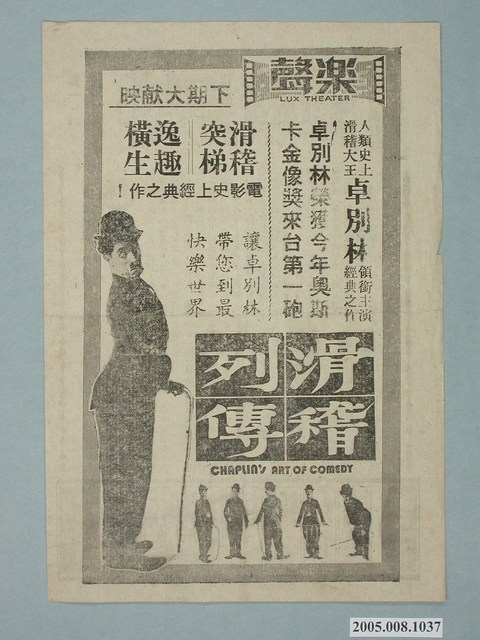 樂聲
LUX THEATER
下期大献映
人類史上
滑稽大王
卓別林
領銜主演
經典之作
卓別林榮獲今年奧斯
卡金像獎來台第一砲
滑稽
突梯
逸趣
橫生
電影史上經典之作！
讓卓別林
帶您到最
快樂世界
滑稽
列傳
CHAPLIN'S ART OF COMEDY
2005.008.1037